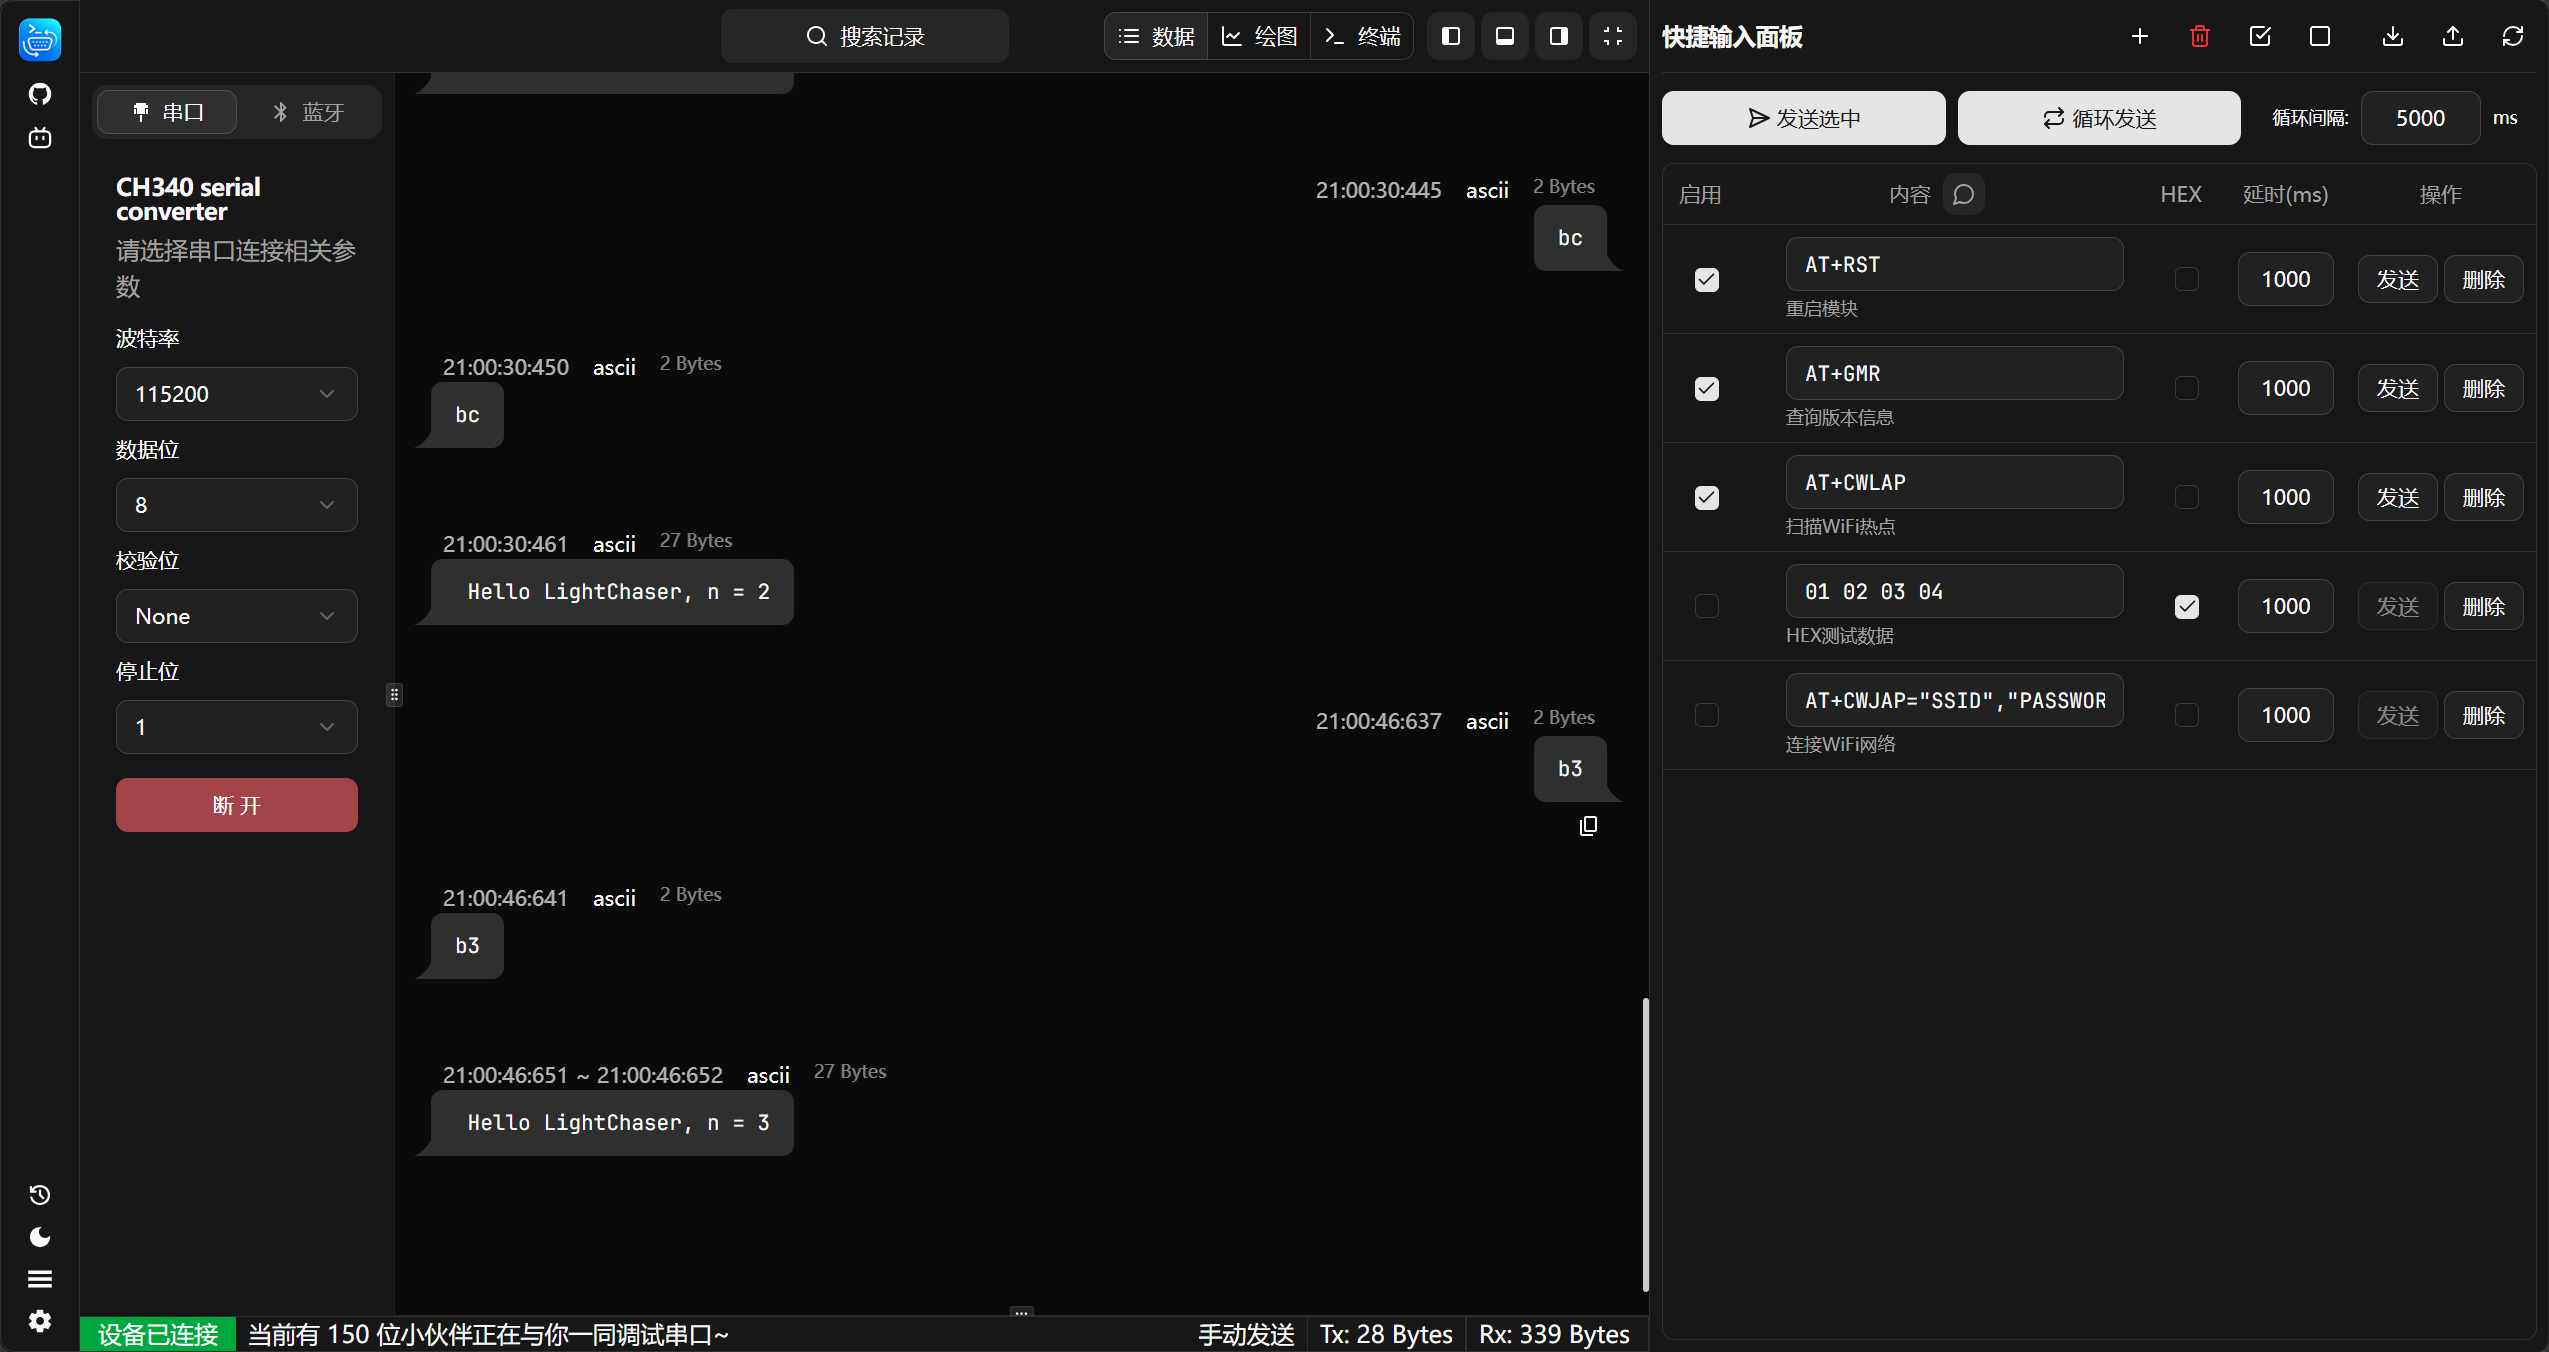 搜索记录
数据
绘图
终端
串口
蓝牙
CH340 serial
converter
请选择串口连接相关参
数
波特率
115200
数据位
8
校验位
None
停止位
1
断 开
21:00:30:445 ascii 2 Bytes
bc
21:00:30:450 ascii 2 Bytes
bc
21:00:30:461 ascii 27 Bytes
Hello LightChaser, n = 2
21:00:46:637 ascii 2 Bytes
b3
21:00:46:641 ascii 2 Bytes
b3
21:00:46:651 ~ 21:00:46:652 ascii 27 Bytes
Hello LightChaser, n = 3
设备已连接 当前有 150 位小伙伴正在与你一同调试串口~ 手动发送 Tx: 28 Bytes Rx: 339 Bytes
快捷输入面板
发送选中 循环发送 循环间隔: 5000 ms
启用 内容 HEX 延时(ms) 操作
AT+RST 1000 发送 删除
重启模块
AT+GMR 1000 发送 删除
查询版本信息
AT+CWLAP 1000 发送 删除
扫描WiFi热点
01 02 03 04 1000 发送 删除
HEX测试数据
AT+CWJAP="SSID","PASSWOR 1000 发送 删除
连接WiFi网络